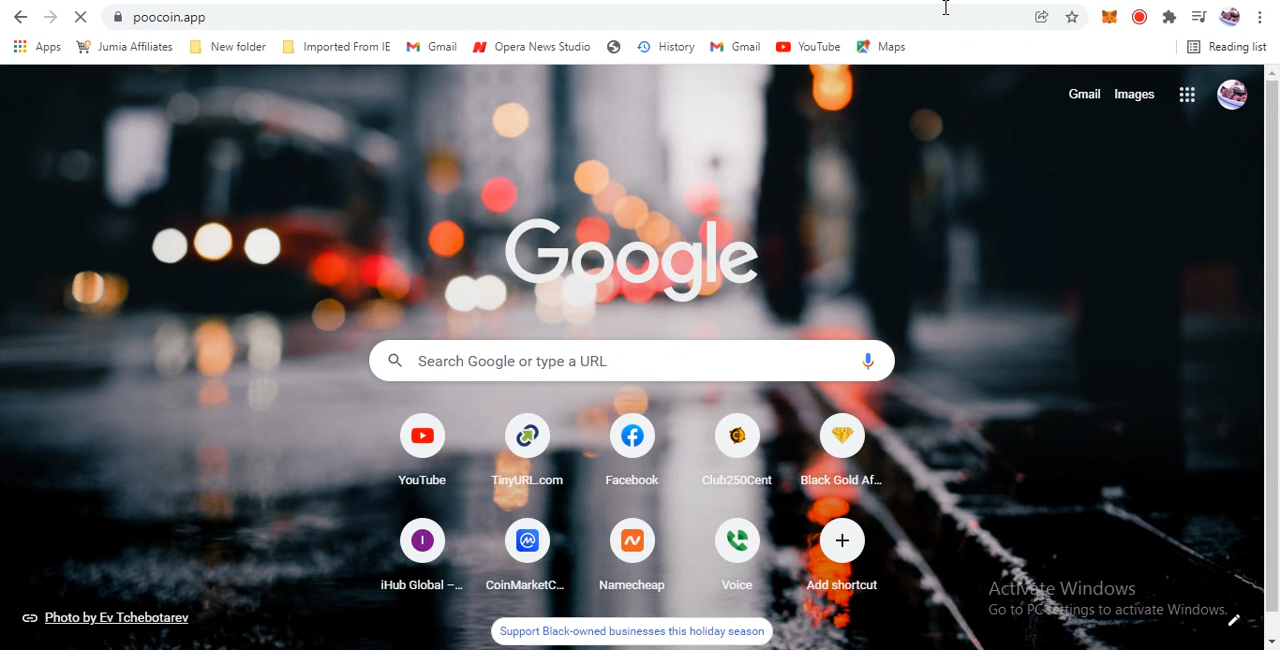 poocoin.app
Apps Jumia Affiliates New folder Imported From IE Gmail Opera News Studio History Gmail YouTube Maps Reading list
Gmail Images
Google
Search Google or type a URL
YouTube TinyURL.com Facebook Club250Cent Black Gold Af...
I
iHub Global –... CoinMarketC... Namecheap Voice Add shortcut
Activate Windows
Go to PC settings to activate Windows.
Photo by Ev Tchebotarev
Support Black-owned businesses this holiday season